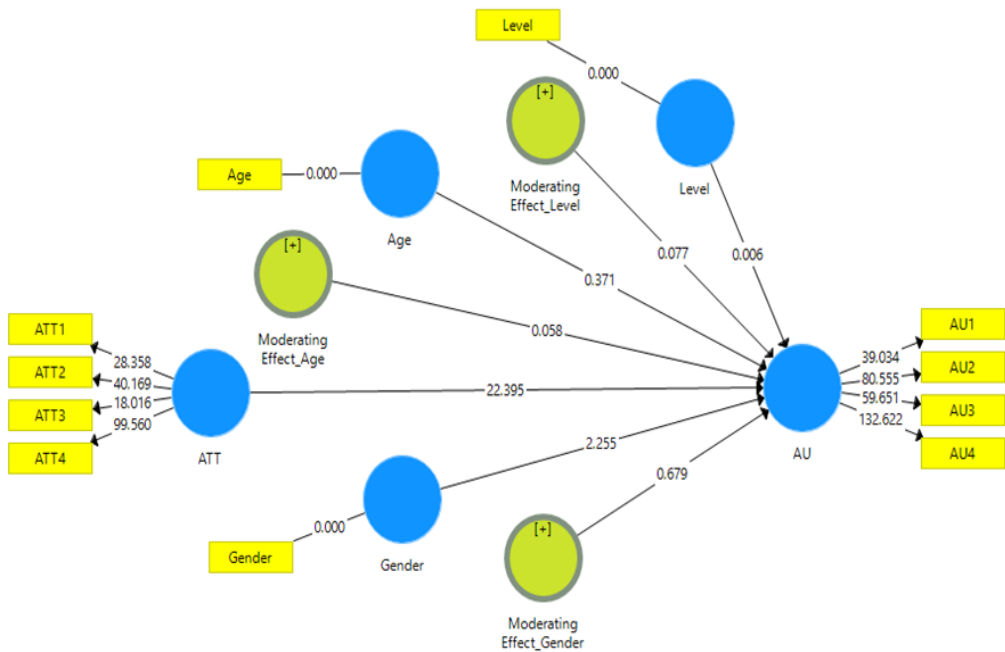 Level
0.000
[+]
Level
Moderating
Effect_Level
Age
0.000
Age
0.077
0.006
[+]
0.371
Moderating
Effect_Age
0.058
ATT1
ATT2
ATT3
ATT4
28.358
40.169
18.016
99.560
ATT
22.395
AU1
AU2
AU3
AU4
39.034
80.555
59.651
132.622
AU
2.255
0.679
Gender
0.000
Gender
[+]
Moderating
Effect_Gender